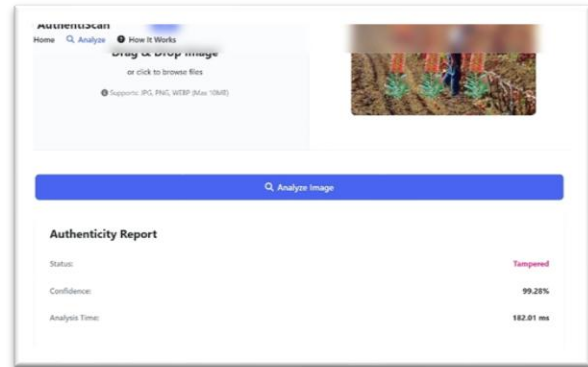 AuthentiScan
Home Analyze How It Works
Drag & Drop Image
or click to browse files
Supports: JPG, PNG, WEBP (Max 10MB)
Analyze Image
Authenticity Report
Status: Tampered
Confidence: 99.28%
Analysis Time: 182.01 ms